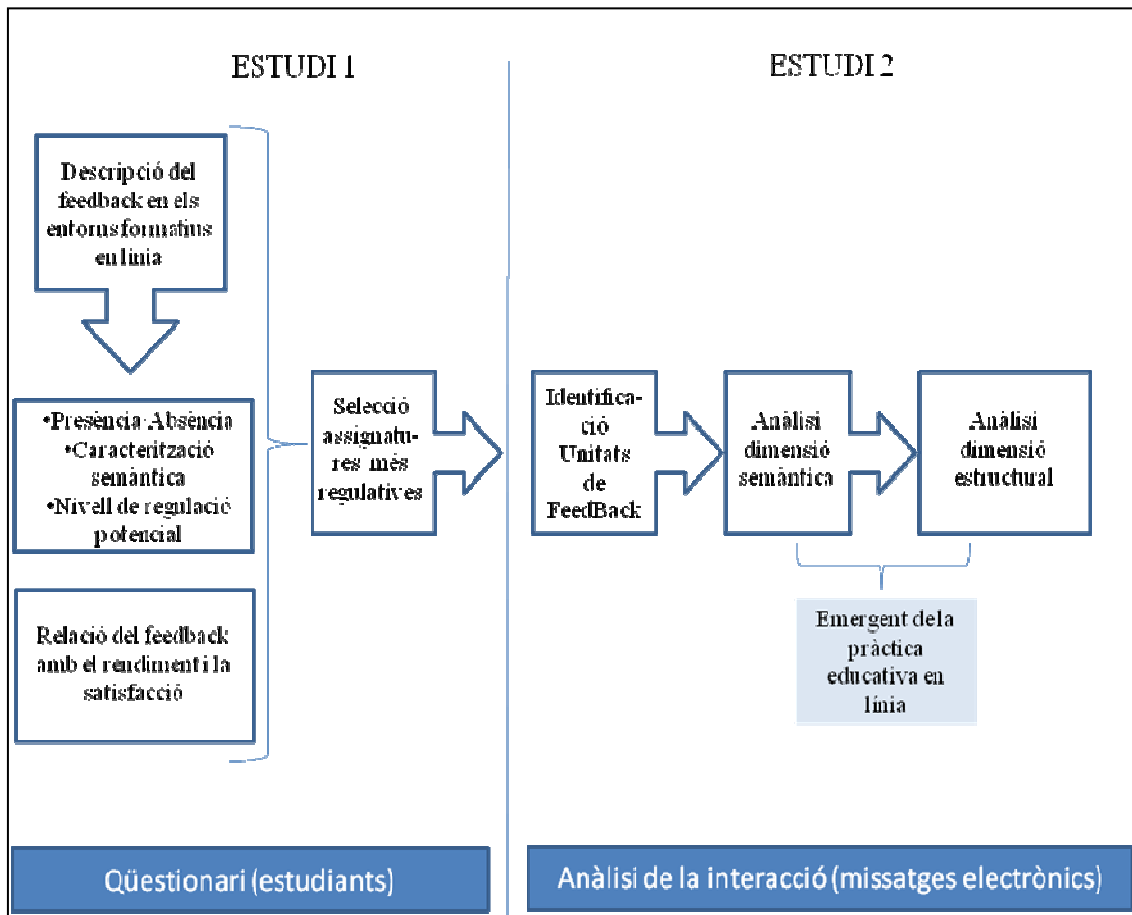 ESTUDI 1
Descripció del
feedback en els
entorns formatius
en línia
•Presència-Absència
•Caracterització
semàntica
•Nivell de regulació
potencial
Relació del feedback
amb el rendiment i la
satisfacció
Selecció
assignatu-
res més
regulatives
Qüestionari (estudiants)
ESTUDI 2
Identifica-
ció
Unitats
de
FeedBack
Anàlisi
dimensió
semàntica
Anàlisi
dimensió
estructural
Emergent de la
pràctica
educativa en
línia
Anàlisi de la interacció (missatges electrònics)